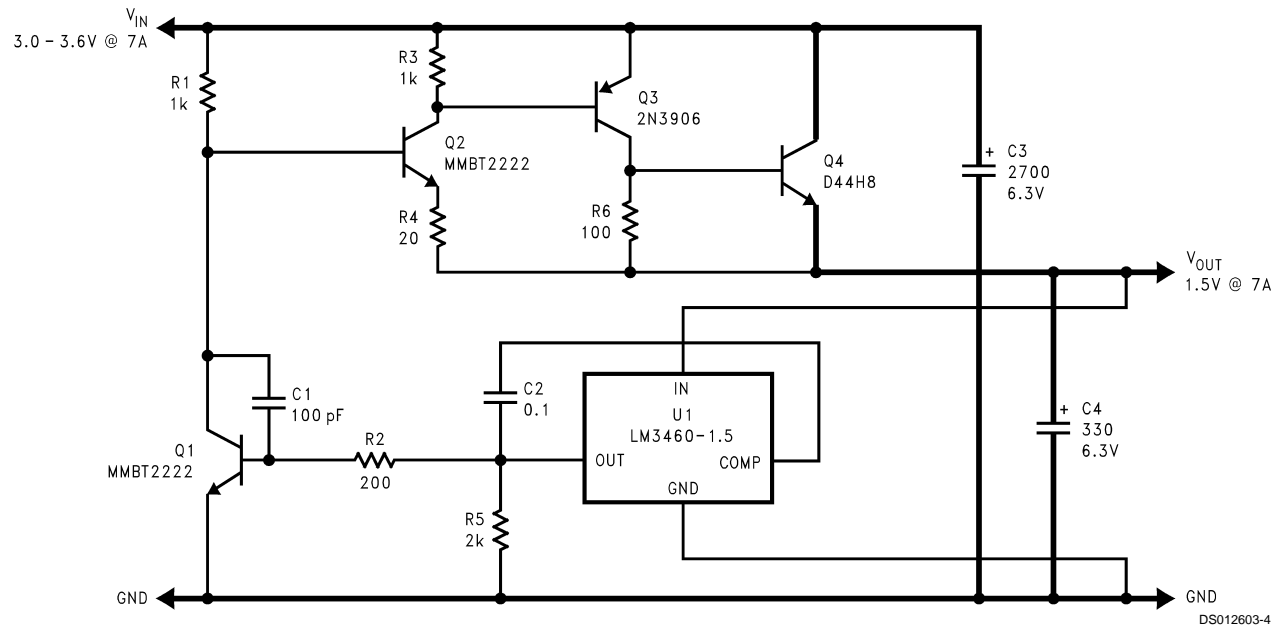 VIN
3.0 – 3.6V @ 7A
R1
1k
R3
1k
Q2
MMBT2222
R4
20
Q3
2N3906
R6
100
Q4
D44H8
+ C3
2700
6.3V
VOUT
1.5V @ 7A
C1
100 pF
Q1
MMBT2222
R2
200
C2
0.1
R5
2k
IN
U1
LM3460-1.5
OUT
COMP
GND
+ C4
330
6.3V
GND
GND
DS012603-4